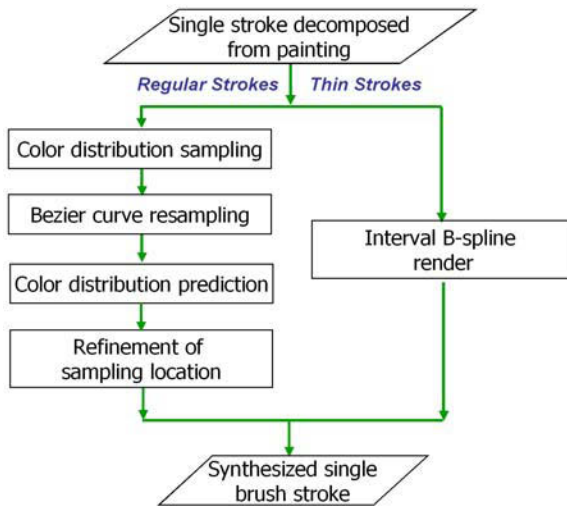 Single stroke decomposed
from painting
Regular Strokes
Thin Strokes
Color distribution sampling
Bezier curve resampling
Color distribution prediction
Refinement of
sampling location
Interval B-spline
render
Synthesized single
brush stroke